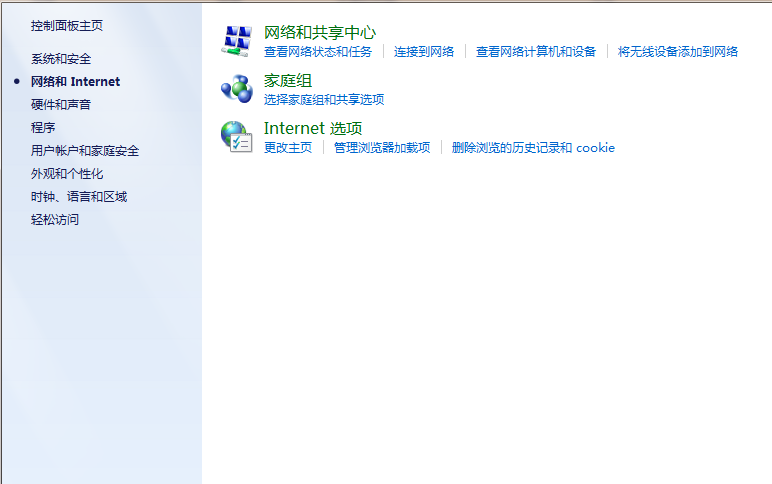 控制面板主页
系统和安全
网络和 Internet
硬件和声音
程序
用户帐户和家庭安全
外观和个性化
时钟、语言和区域
轻松访问
网络和共享中心
查看网络状态和任务 连接到网络 查看网络计算机和设备 将无线设备添加到网络
家庭组
选择家庭组和共享选项
Internet 选项
更改主页 管理浏览器加载项 删除浏览的历史记录和 cookie